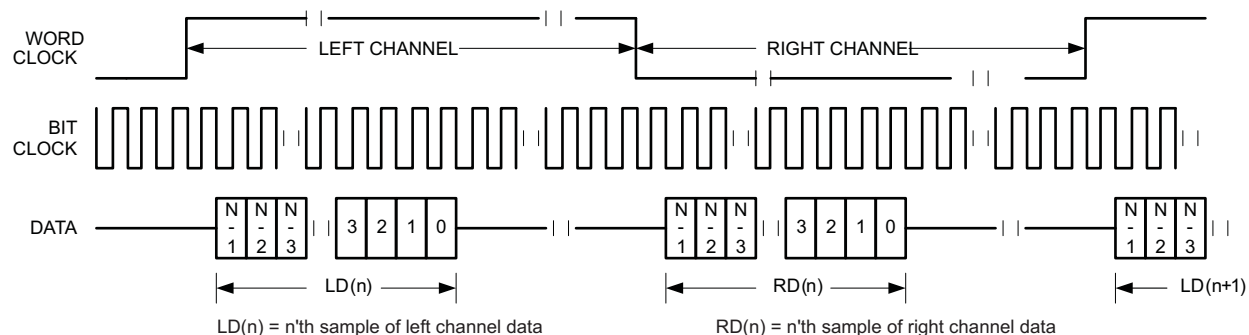 WORD
CLOCK
LEFT CHANNEL
RIGHT CHANNEL
BIT
CLOCK
DATA
N
-
1
N
-
2
N
-
3
3 2 1 0
N
-
1
N
-
2
N
-
3
3 2 1 0
N
-
1
N
-
2
N
-
3
LD(n)
RD(n)
LD(n+1)
LD(n) = n'th sample of left channel data
RD(n) = n'th sample of right channel data